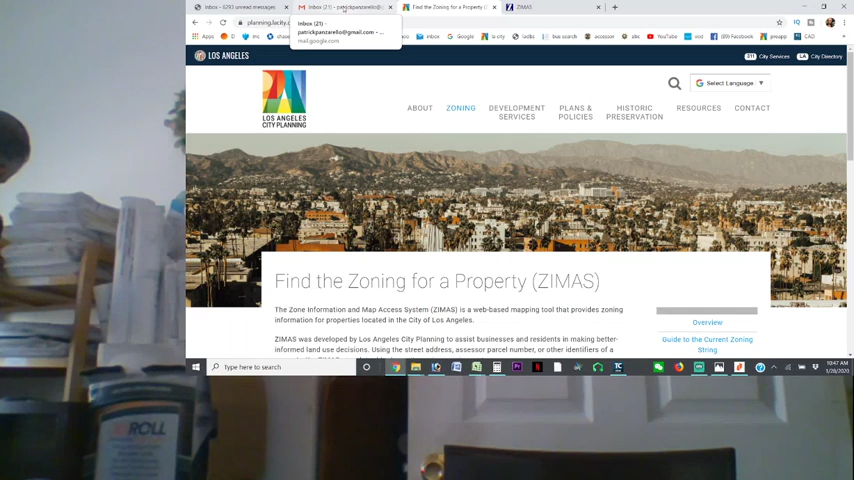 Inbox - 6293 unread messages
Inbox (21) - patrickpanzarello@g
Find the Zoning for a Property (
ZIMAS
planning.lacity.o
Inbox (21) -
patrickpanzarello@gmail.com - ...
mail.google.com
Apps
inbox
Google
la city
ladbs
bus search
accessor
abc
YouTube
vod
(89) Facebook
preapp
CAD
LOS ANGELES
311 City Services
LA City Directory
Select Language
LOS ANGELES
CITY PLANNING
ABOUT
ZONING
DEVELOPMENT
SERVICES
PLANS &
POLICIES
HISTORIC
PRESERVATION
RESOURCES
CONTACT
Find the Zoning for a Property (ZIMAS)
The Zone Information and Map Access System (ZIMAS) is a web-based mapping tool that provides zoning
information for properties located in the City of Los Angeles.
ZIMAS was developed by Los Angeles City Planning to assist businesses and residents in making better-
informed land use decisions. Using the street address, assessor parcel number, or other identifiers of a
Overview
Guide to the Current Zoning
String
Type here to search
10:47 AM
1/28/2020
ROLL